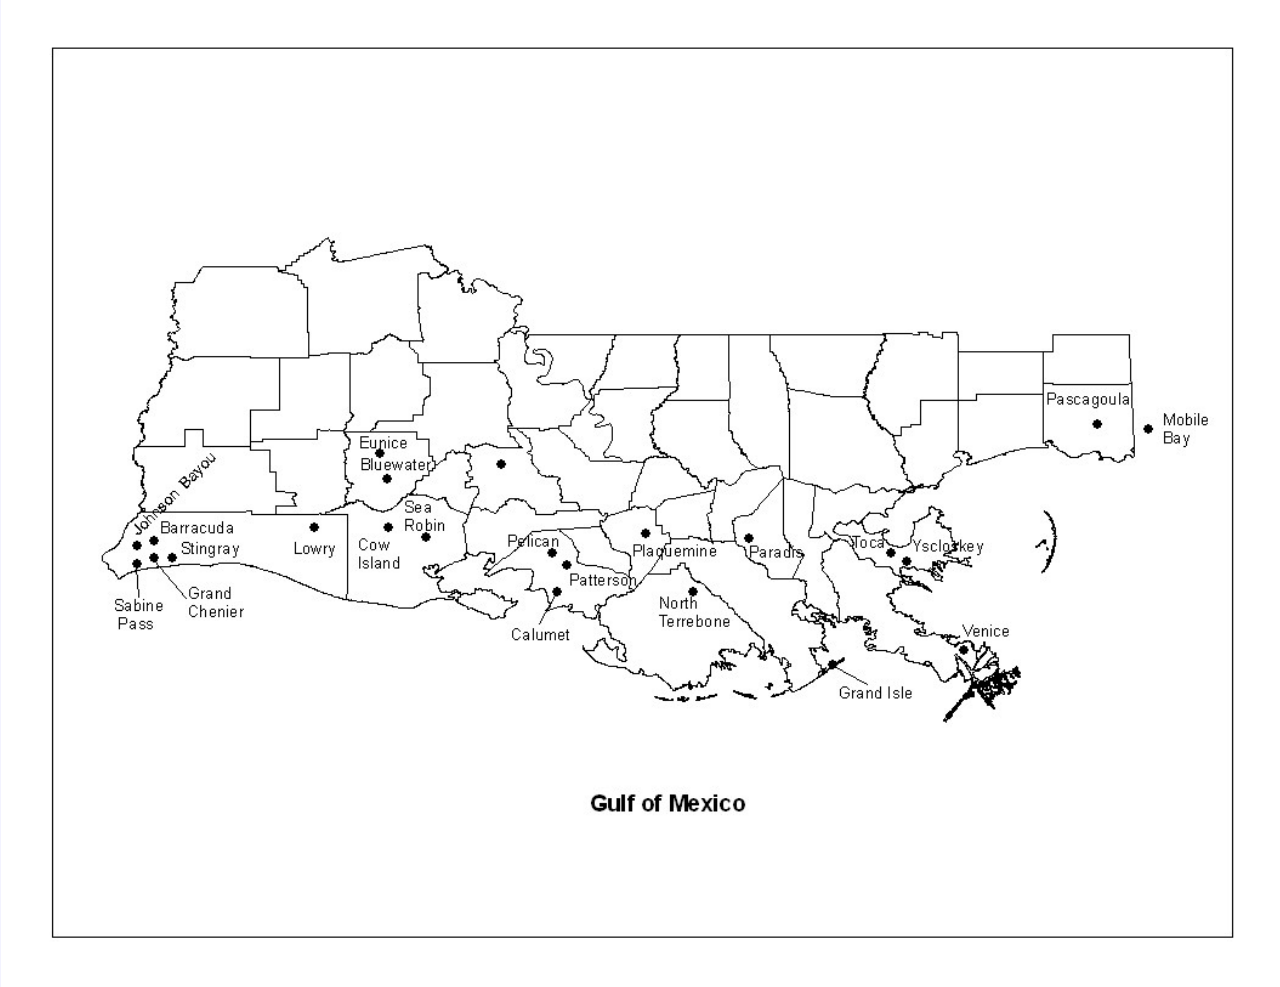 Pascagoula
Mobile
Bay
Eunice
Bluewater
Johnson Bayou
Sea
Robin
Barracuda
Stingray
Lowry
Cow
Island
Pelican
Plaquemine
Paradis
Toca
Yscloskey
Patterson
Grand
Chenier
Sabine
Pass
North
Terrebone
Calumet
Venice
Grand Isle
Gulf of Mexico